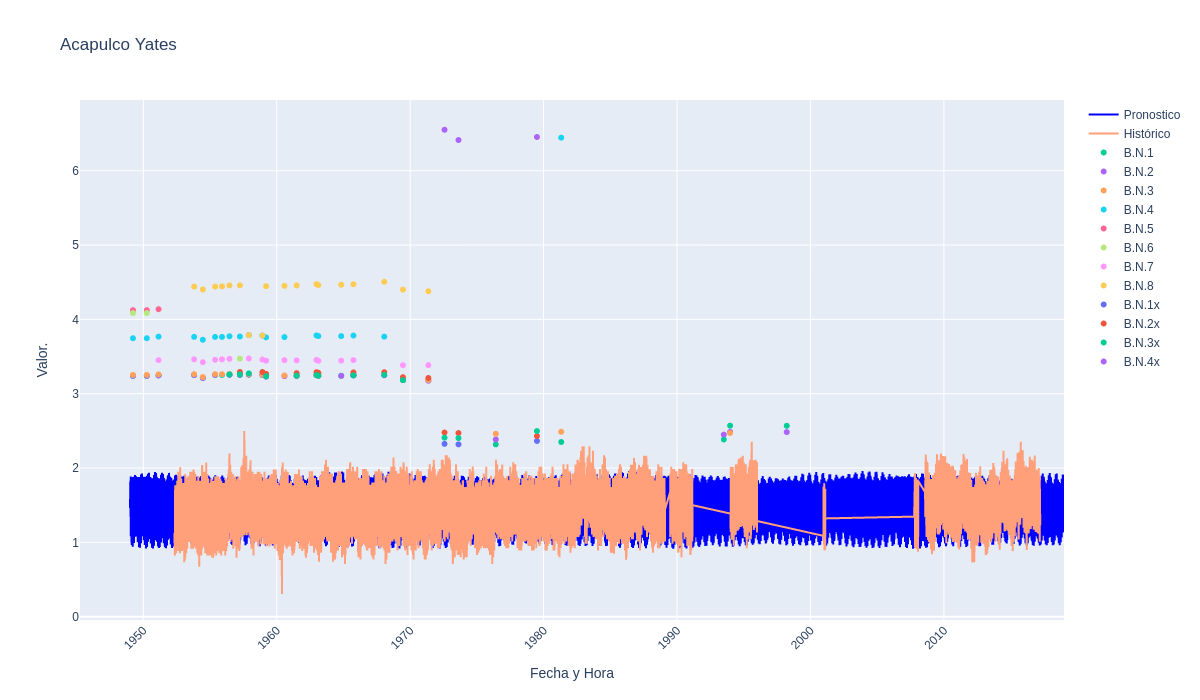 Acapulco Yates
Valor.
6
5
4
3
2
1
0
1950
1960
1970
1980
1990
2000
2010
Fecha y Hora
Pronostico
Histórico
B.N.1
B.N.2
B.N.3
B.N.4
B.N.5
B.N.6
B.N.7
B.N.8
B.N.1x
B.N.2x
B.N.3x
B.N.4x